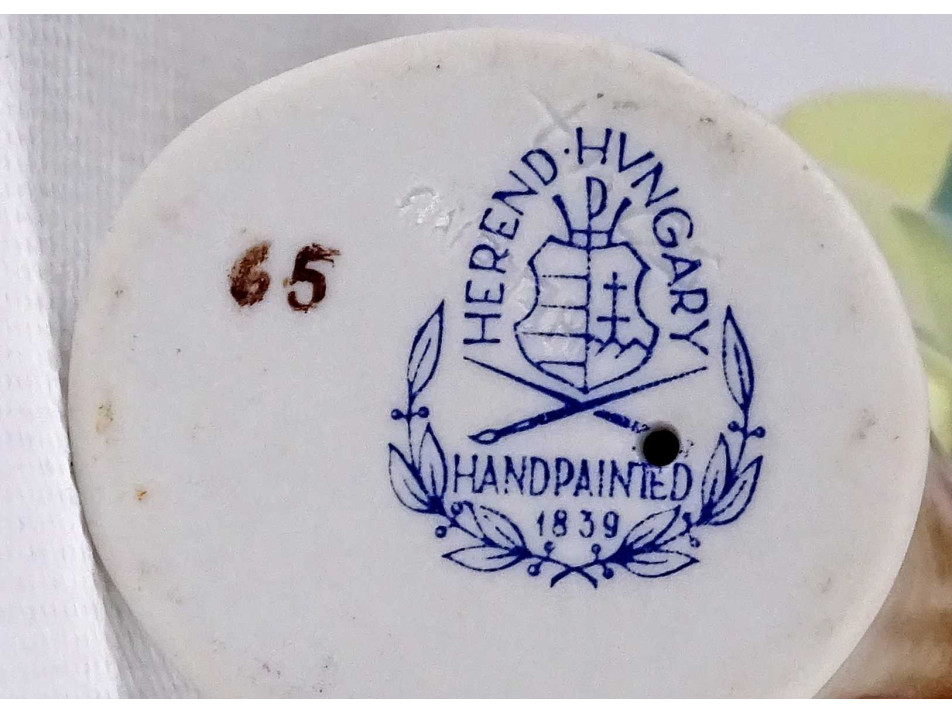 65
HEREND · HVNGARY
HANDPAINTED
1839